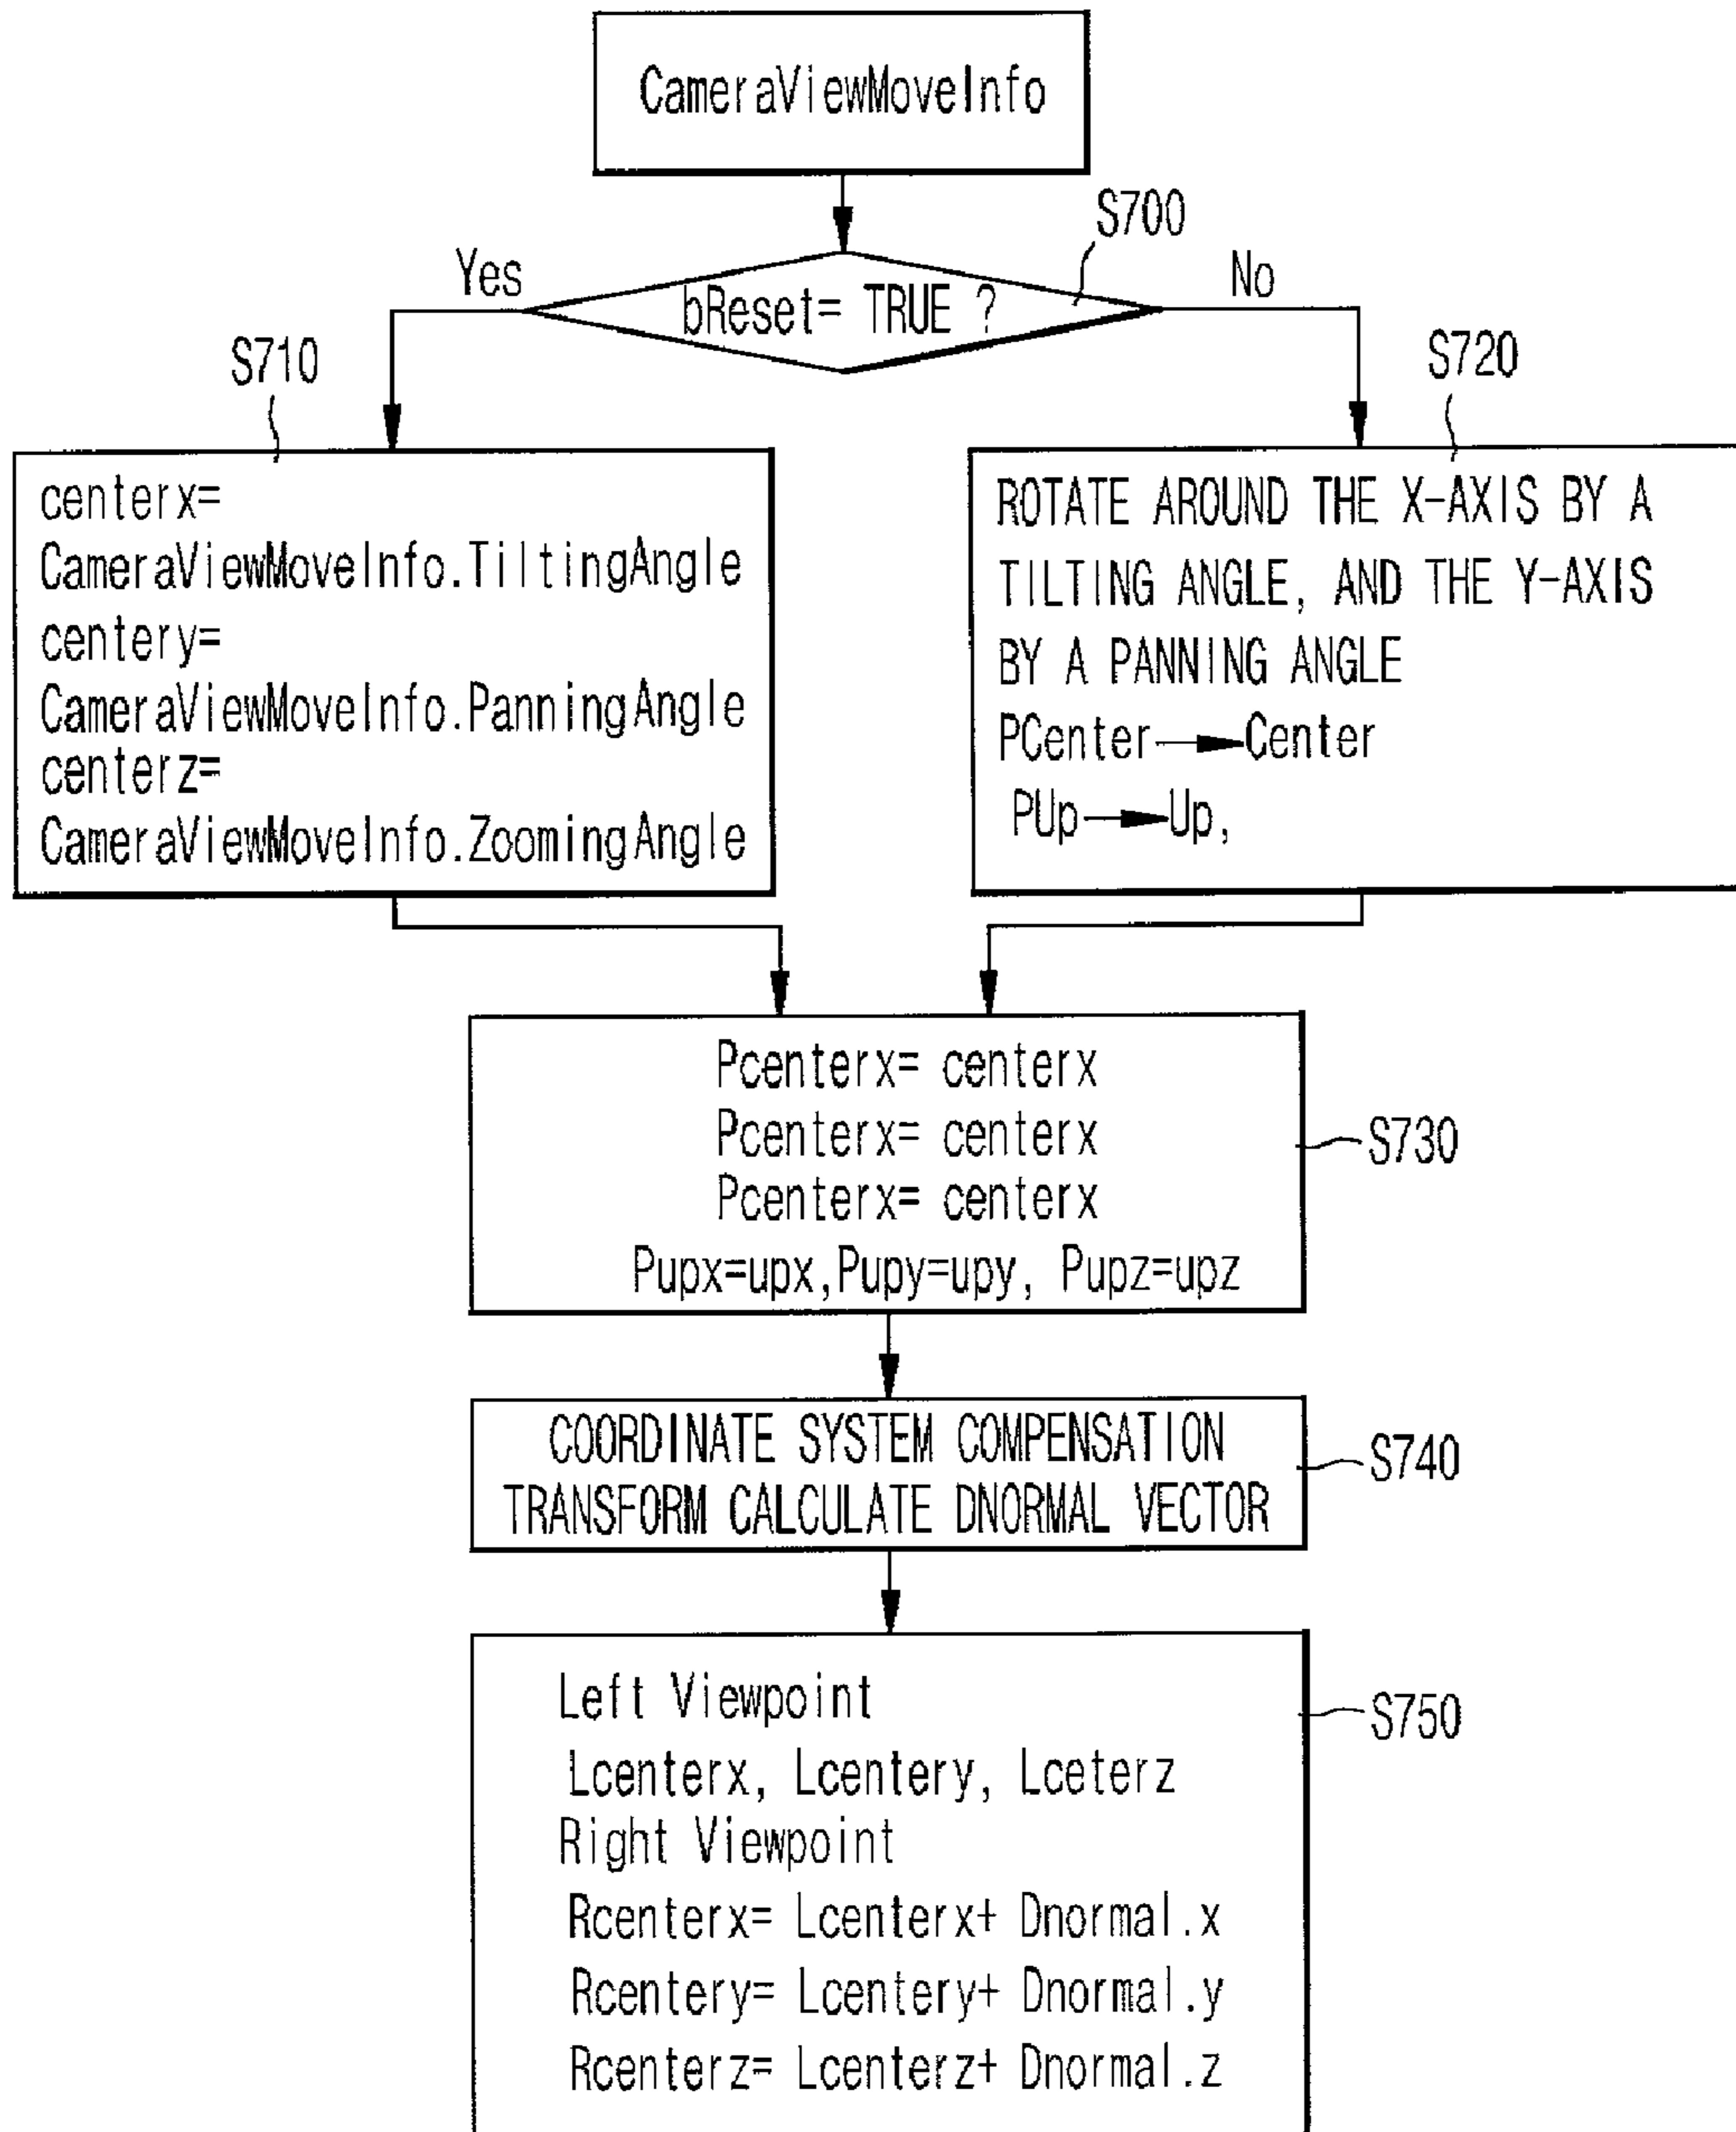 CameraViewMoveInfo
S700
Yes
bReset= TRUE ?
No
S710
S720
centerx=
CameraViewMoveInfo.TiltingAngle
centery=
CameraViewMoveInfo.PanningAngle
centerz=
CameraViewMoveInfo.ZoomingAngle
ROTATE AROUND THE X-AXIS BY A
TILTING ANGLE, AND THE Y-AXIS
BY A PANNING ANGLE
PCenter→Center
PUp→Up,
Pcenterx= centerx
Pcenterx= centerx
Pcenterx= centerx
Pupx=upx,Pupy=upy, Pupz=upz
S730
COORDINATE SYSTEM COMPENSATION
TRANSFORM CALCULATE DNORMAL VECTOR
S740
Left Viewpoint
Lcenterx, Lcentery, Lceterz
Right Viewpoint
Rcenterx= Lcenterx+ Dnormal.x
Rcentery= Lcentery+ Dnormal.y
Rcenterz= Lcenterz+ Dnormal.z
S750